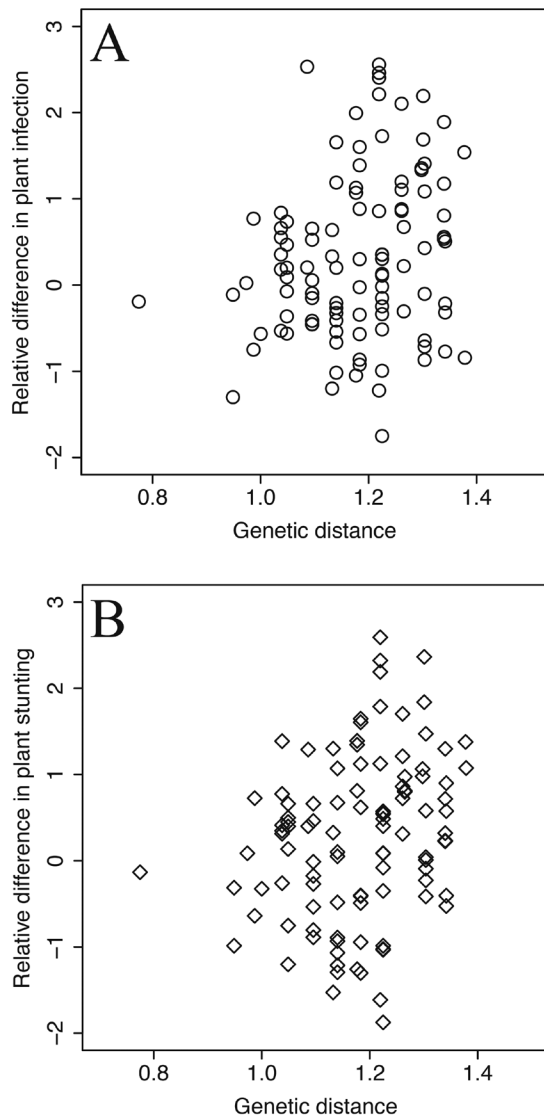 A
Relative difference in plant infection
3
2
1
0
−1
−2
0.8 1.0 1.2 1.4
Genetic distance
B
Relative difference in plant stunting
3
2
1
0
−1
−2
0.8 1.0 1.2 1.4
Genetic distance